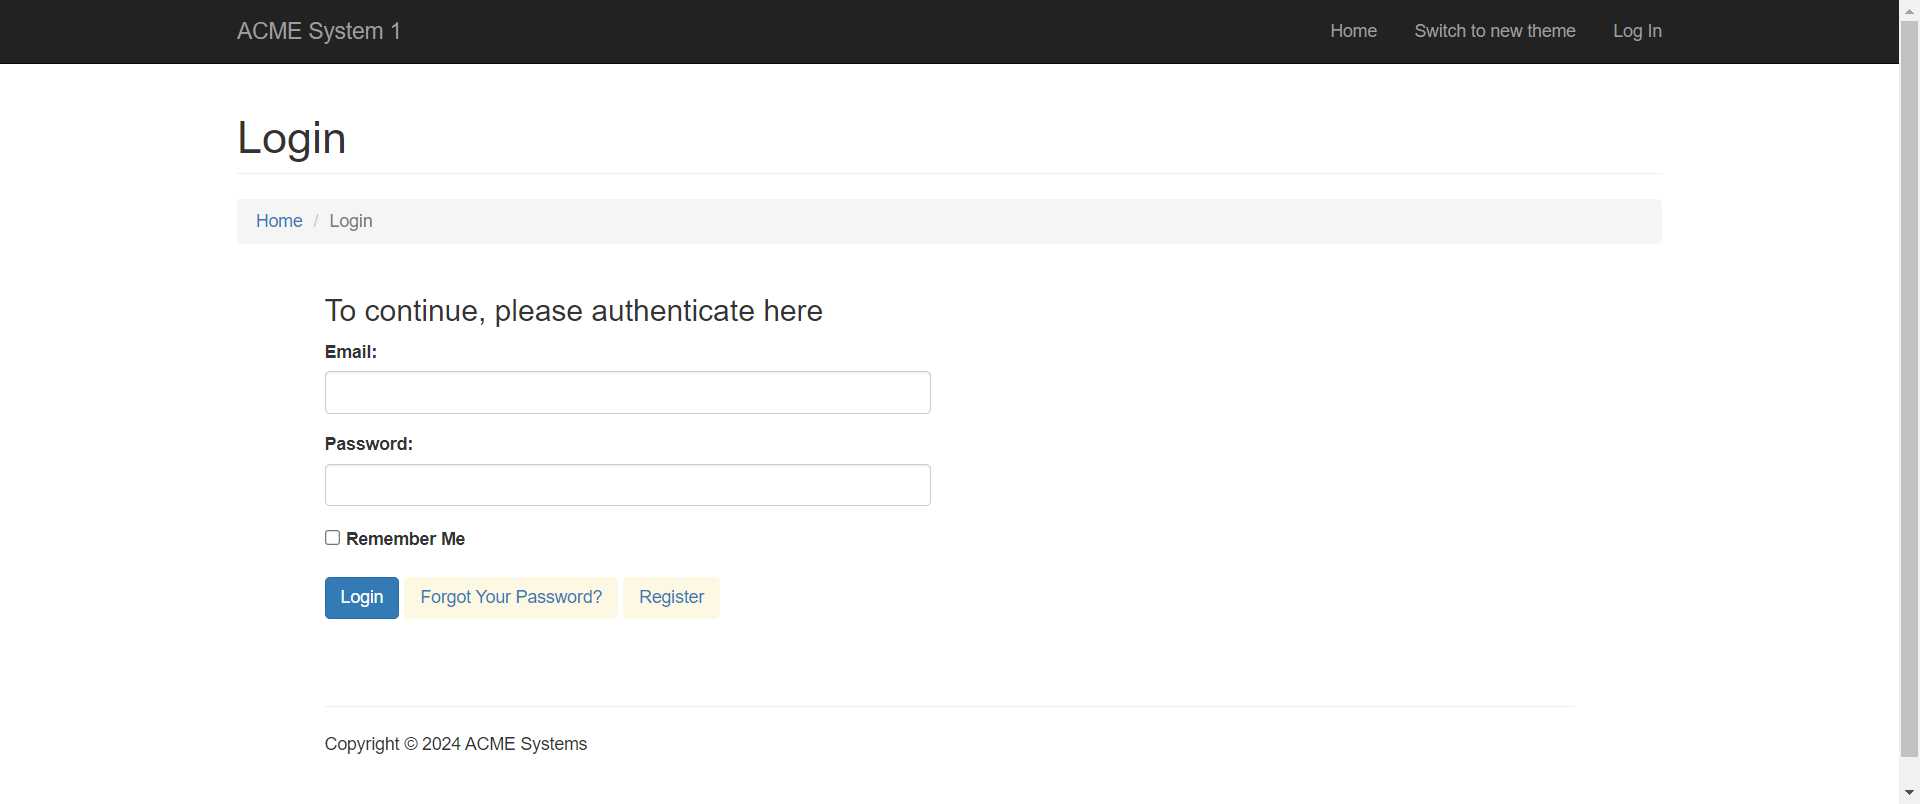 ACME System 1 Home Switch to new theme Log In
Login
Home / Login
To continue, please authenticate here
Email:
Password:
Remember Me
Login Forgot Your Password? Register
Copyright © 2024 ACME Systems